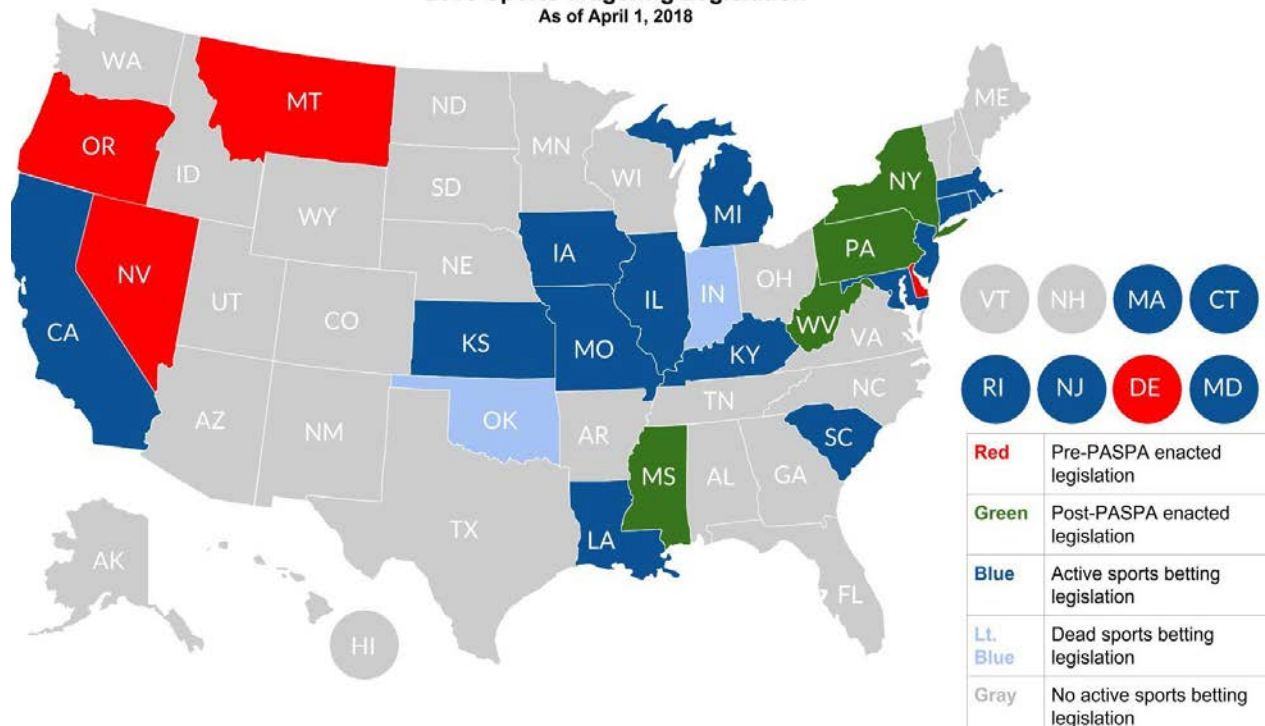 As of April 1, 2018
WA
MT
ND
ME
OR
MN
ID
SD
WI
NY
WY
MI
IA
PA
NE
NV
OH
IL
IN
UT
CO
WV
VA
CA
KS
MO
KY
VT
NH
MA
CT
NC
TN
RI
NJ
DE
MD
AZ
NM
OK
AR
SC
MS
AL
GA
TX
LA
AK
FL
HI
Red Pre-PASPA enacted
legislation
Green Post-PASPA enacted
legislation
Blue Active sports betting
legislation
Lt. Dead sports betting
Blue legislation
Gray No active sports betting
legislation